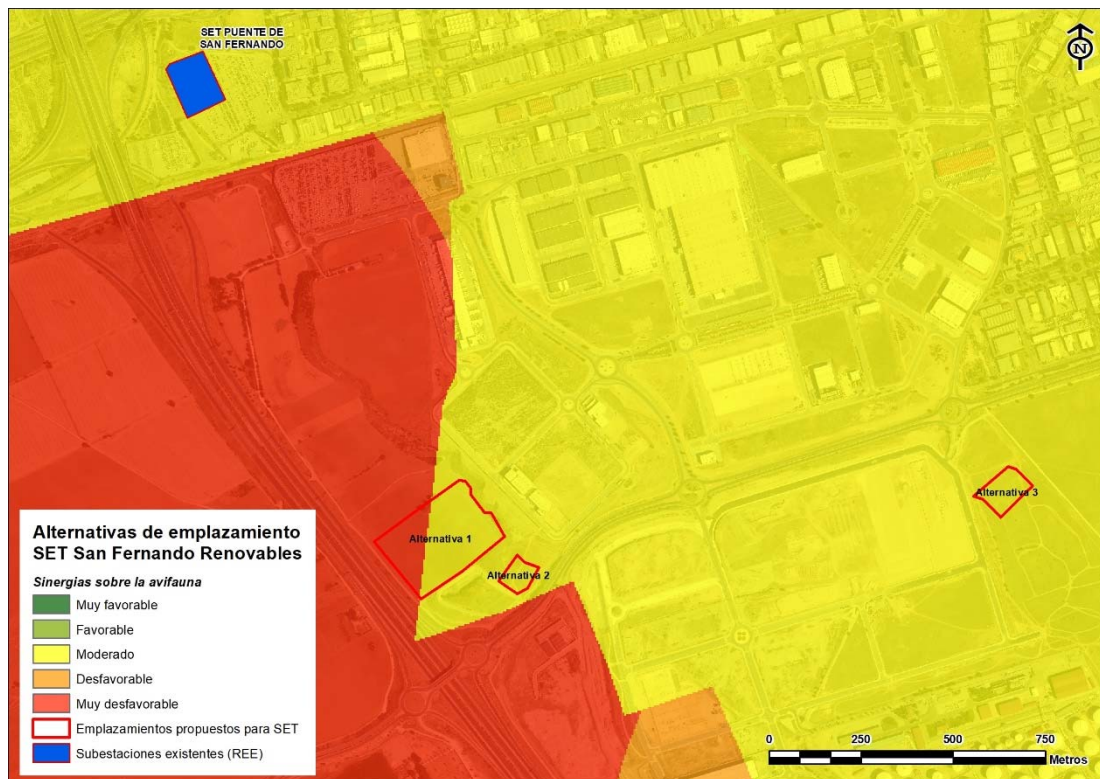 SET PUENTE DE
SAN FERNANDO
N
Alternativa 3
Alternativa 1
Alternativa 2
Alternativas de emplazamiento
SET San Fernando Renovables
Sinergias sobre la avifauna
Muy favorable
Favorable
Moderado
Desfavorable
Muy desfavorable
Emplazamientos propuestos para SET
Subestaciones existentes (REE)
0 250 500 750
Metros